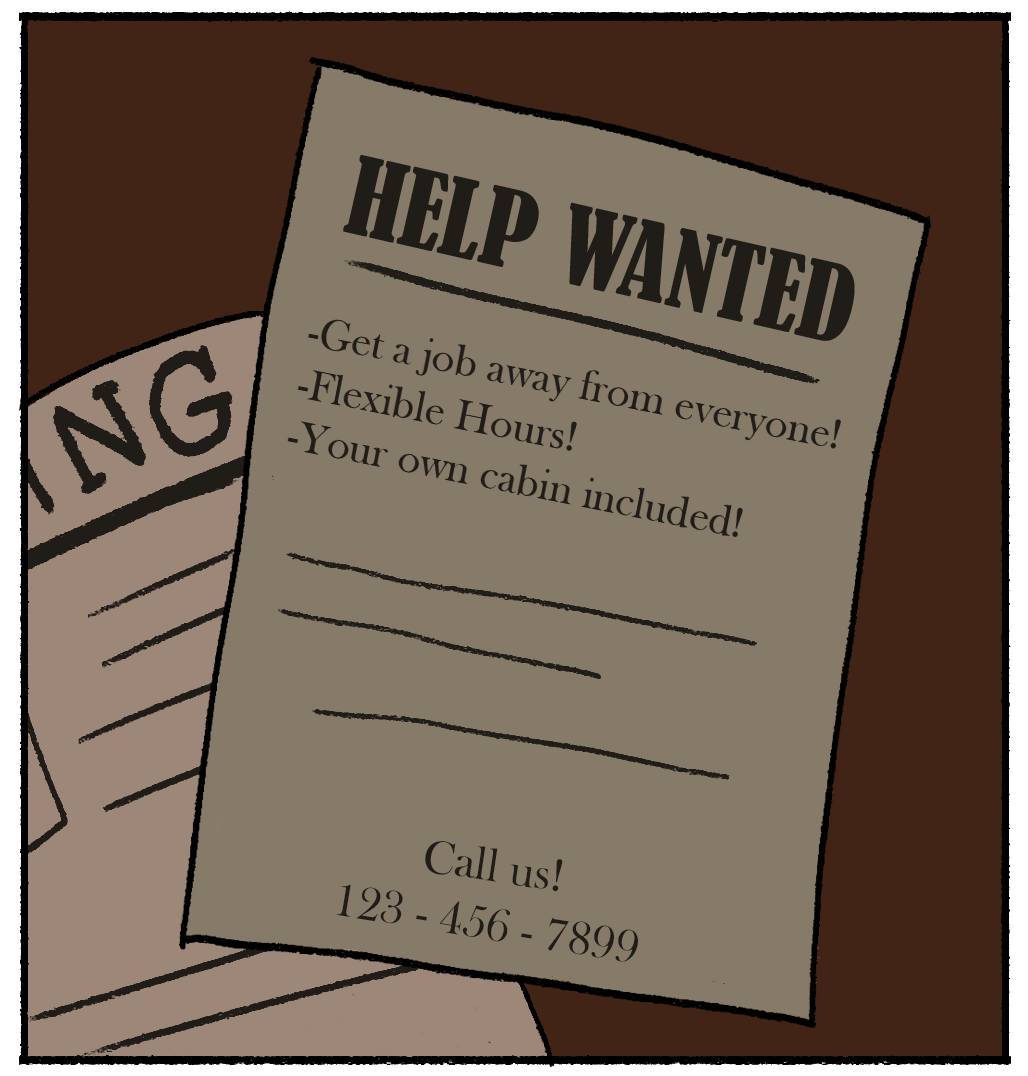 HELP WANTED
-Get a job away from everyone!
-Flexible Hours!
-Your own cabin included!
Call us!
123 - 456 - 7899
ING